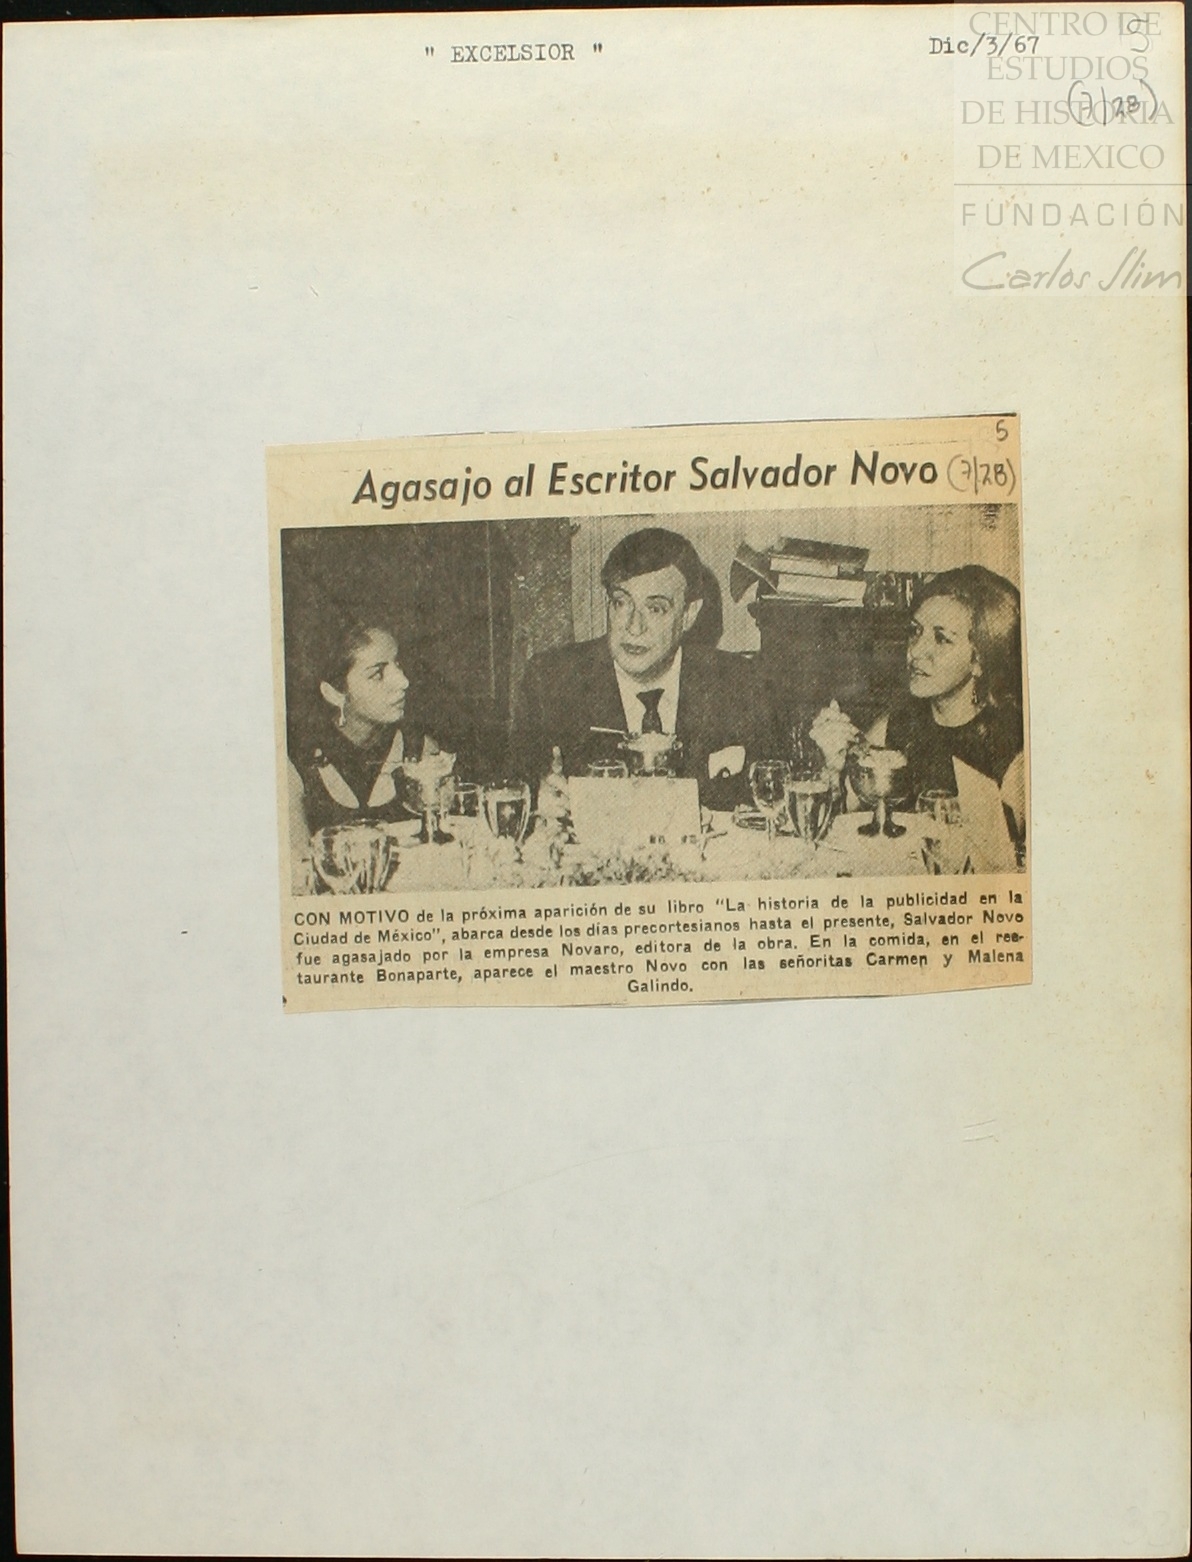 " EXCELSIOR "
Dic/3/67
5
(7/28)
CENTRO DE
ESTUDIOS
DE HISTORIA
DE MEXICO
FUNDACIÓN
Carlos Slim
5
Agasajo al Escritor Salvador Novo (7/28)
CON MOTIVO de la próxima aparición de su libro "La historia de la publicidad en la
Ciudad de México", abarca desde los días precortesianos hasta el presente, Salvador Novo
fue agasajado por la empresa Novaro, editora de la obra. En la comida, en el res-
taurante Bonaparte, aparece el maestro Novo con las señoritas Carmen y Malena
Galindo.